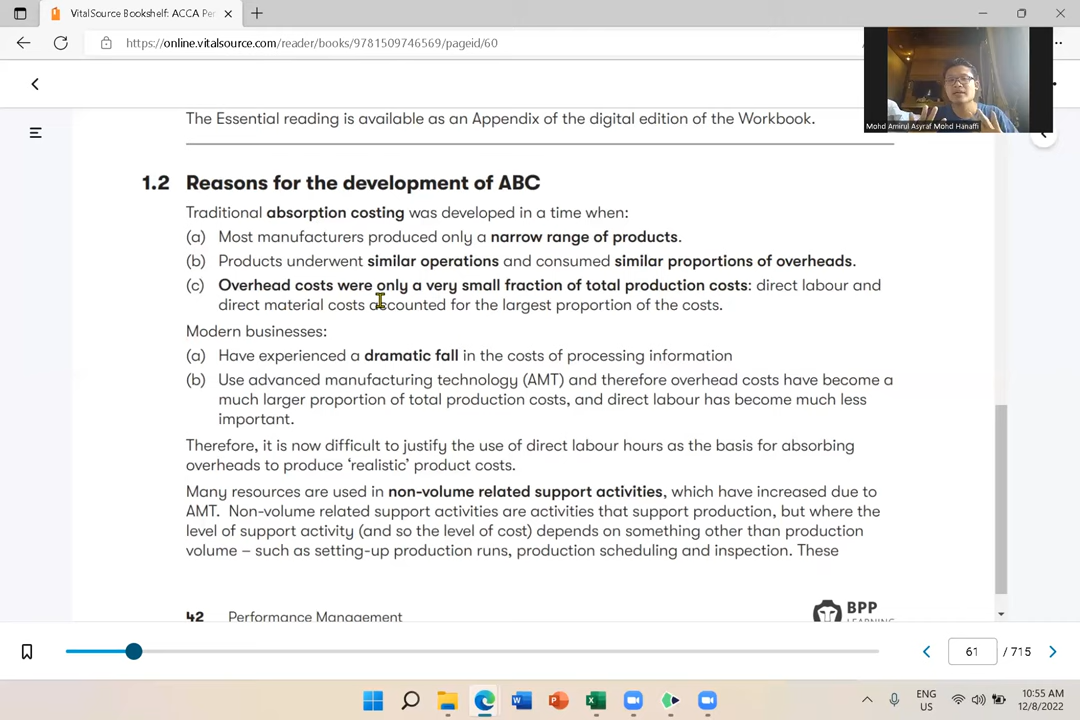 VitalSource Bookshelf: ACCA Per
https://online.vitalsource.com/reader/books/9781509746569/pageid/60
Mohd Amirul Asyraf Mohd Hanaffi
The Essential reading is available as an Appendix of the digital edition of the Workbook.
1.2 Reasons for the development of ABC
Traditional absorption costing was developed in a time when:
(a) Most manufacturers produced only a narrow range of products.
(b) Products underwent similar operations and consumed similar proportions of overheads.
(c) Overhead costs were only a very small fraction of total production costs: direct labour and
direct material costs accounted for the largest proportion of the costs.
Modern businesses:
(a) Have experienced a dramatic fall in the costs of processing information
(b) Use advanced manufacturing technology (AMT) and therefore overhead costs have become a
much larger proportion of total production costs, and direct labour has become much less
important.
Therefore, it is now difficult to justify the use of direct labour hours as the basis for absorbing
overheads to produce ‘realistic’ product costs.
Many resources are used in non-volume related support activities, which have increased due to
AMT. Non-volume related support activities are activities that support production, but where the
level of support activity (and so the level of cost) depends on something other than production
volume – such as setting-up production runs, production scheduling and inspection. These
42 Performance Management
BPP
61 / 715
ENG
US
10:55 AM
12/8/2022